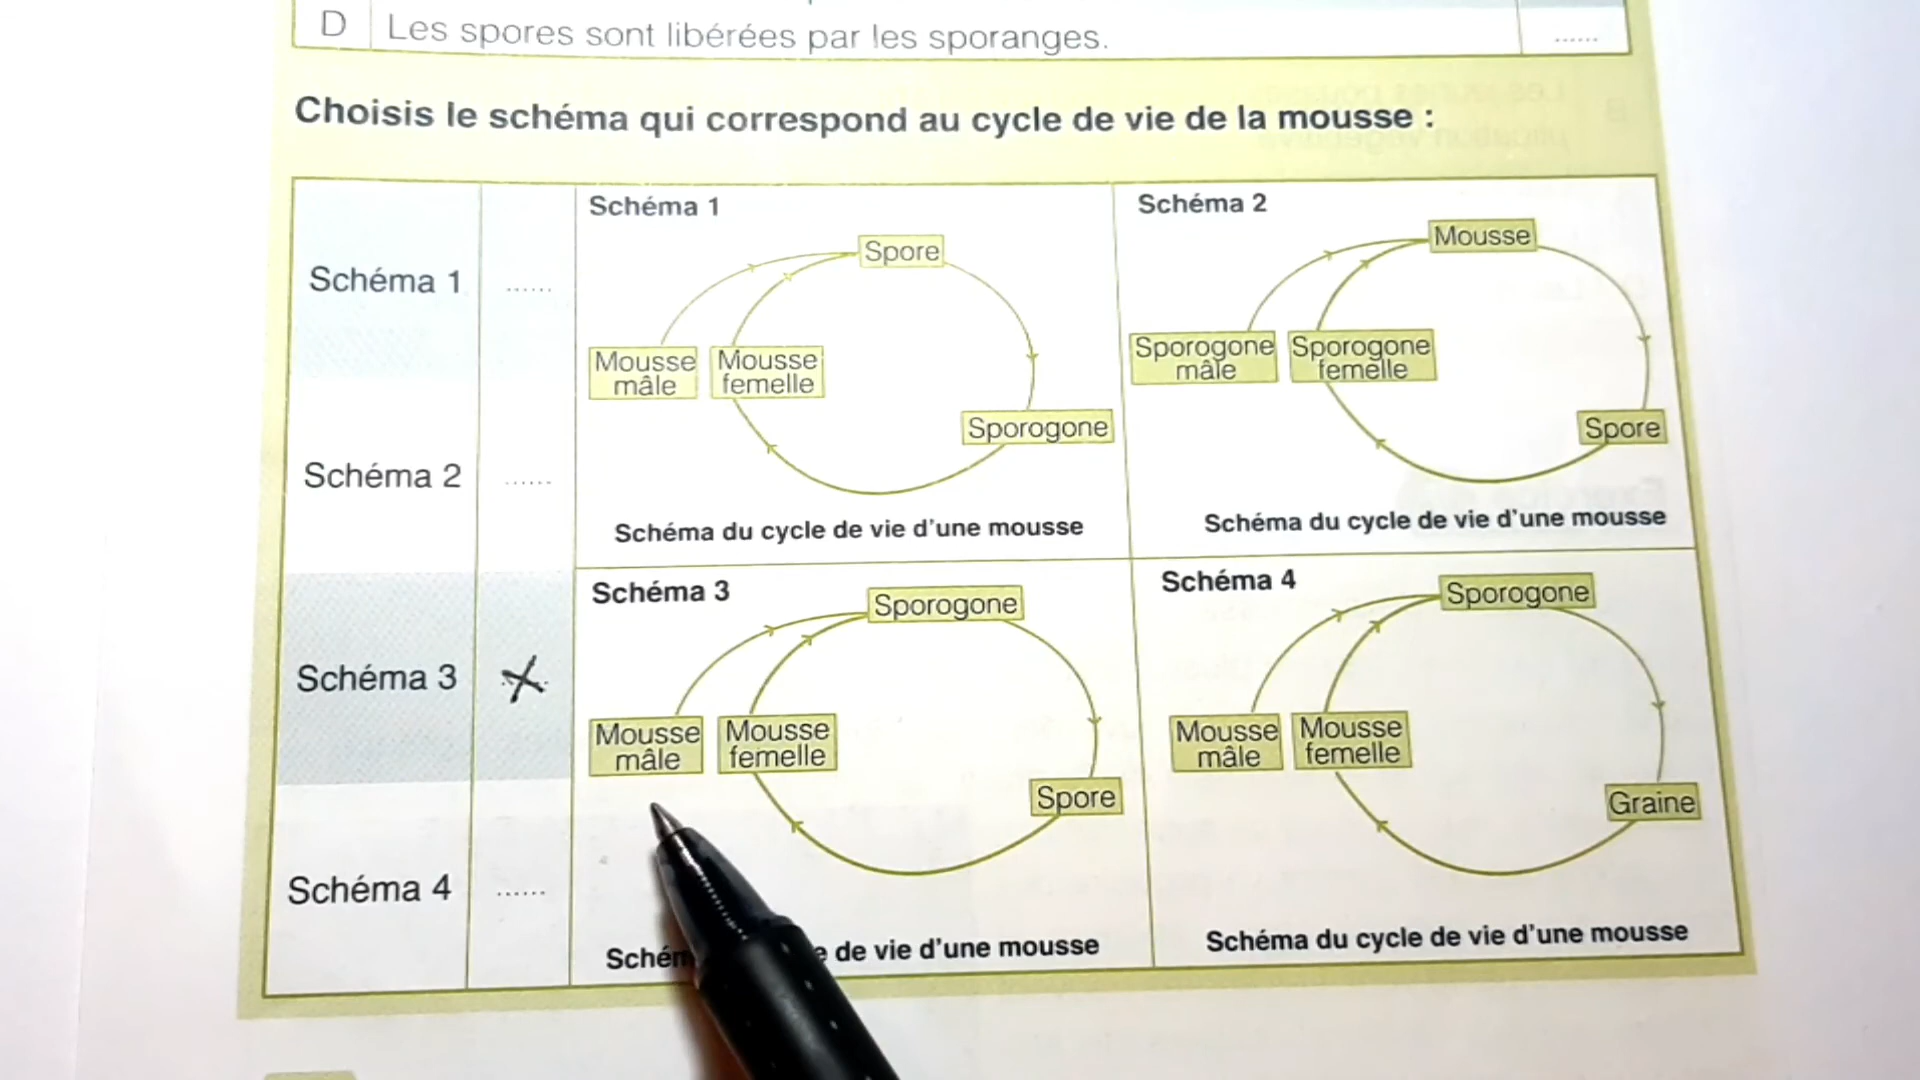 D Les spores sont libérées par les sporanges. ......
Choisis le schéma qui correspond au cycle de vie de la mousse :
Schéma 1 ......
Schéma 2 ......
Schéma 3 X
Schéma 4 ......
Schéma 1
Spore
Mousse mâle
Mousse femelle
Sporogone
Schéma du cycle de vie d'une mousse
Schéma 2
Mousse
Sporogone mâle
Sporogone femelle
Spore
Schéma du cycle de vie d'une mousse
Schéma 3
Sporogone
Mousse mâle
Mousse femelle
Spore
Schém e de vie d'une mousse
Schéma 4
Sporogone
Mousse mâle
Mousse femelle
Graine
Schéma du cycle de vie d'une mousse